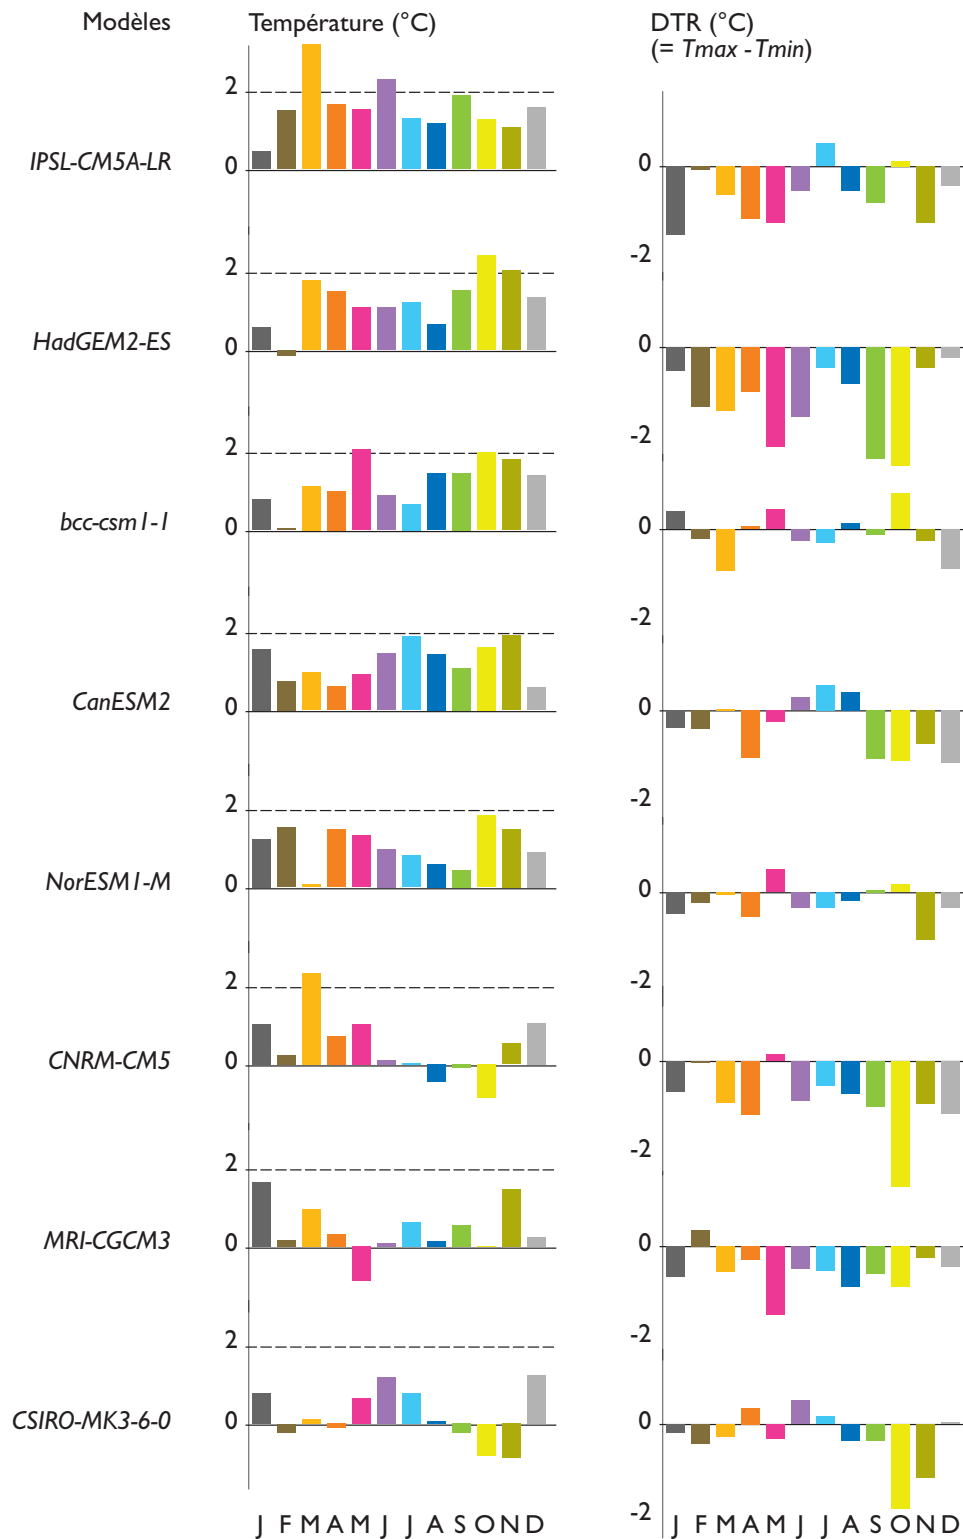 Modèles Température (°C) DTR (°C)
(= Tmax - Tmin)
2
IPSL-CM5A-LR 0 0
-2
2
HadGEM2-ES 0 0
-2
2
bcc-csm1-1 0 0
-2
2
CanESM2 0 0
-2
2
NorESM1-M 0 0
-2
2
CNRM-CM5 0 0
-2
2
MRI-CGCM3 0 0
-2
2
CSIRO-MK3-6-0 0 0
-2
J F M A M J J A S O N D J F M A M J J A S O N D